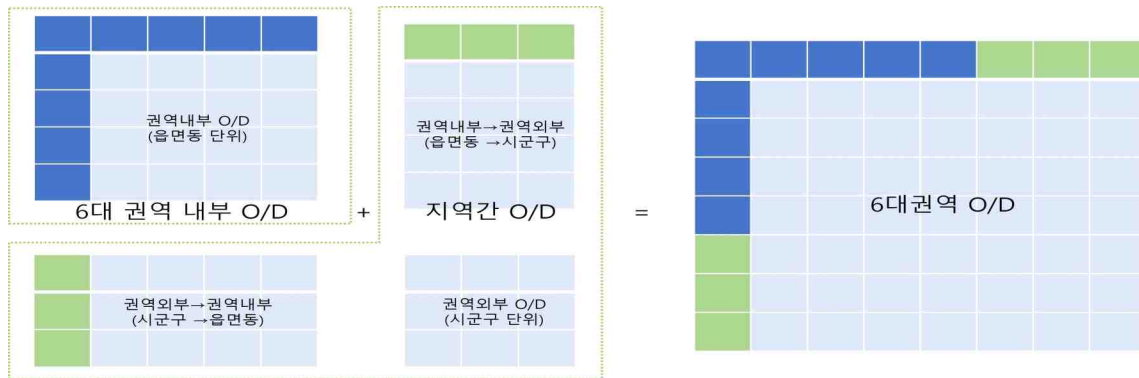 권역내부 O/D
(읍면동 단위)
권역내부→권역외부
(읍면동 →시군구)
6대 권역 내부 O/D
+
지역간 O/D
=
6대권역 O/D
권역외부→권역내부
(시군구 →읍면동)
권역외부 O/D
(시군구 단위)